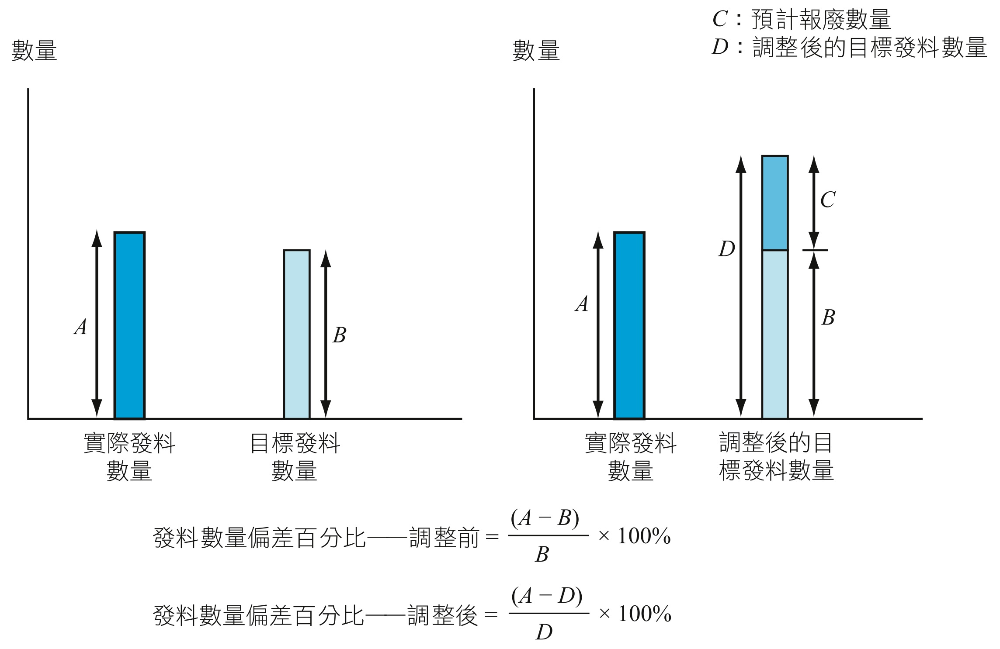 C：預計報廢數量
D：調整後的目標發料數量
數量
數量
A
B
A
D
C
B
實際發料
數量
目標發料
數量
實際發料
數量
調整後的目
標發料數量
發料數量偏差百分比——調整前 = (A − B) / B × 100%
發料數量偏差百分比——調整後 = (A − D) / D × 100%